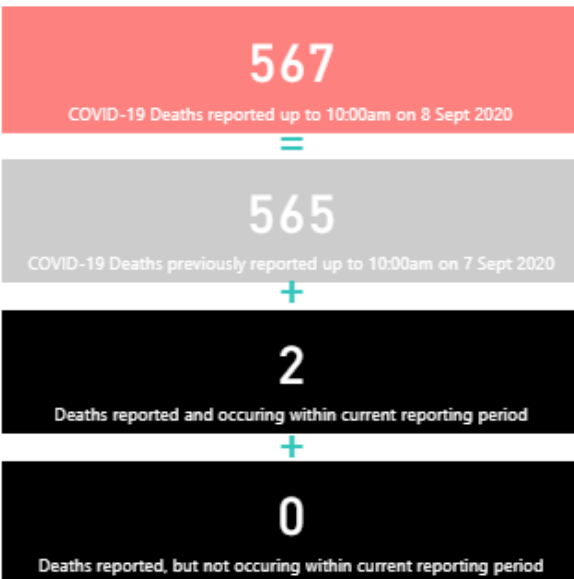 567
COVID-19 Deaths reported up to 10:00am on 8 Sept 2020
=
565
COVID-19 Deaths previously reported up to 10:00am on 7 Sept 2020
+
2
Deaths reported and occuring within current reporting period
+
0
Deaths reported, but not occuring within current reporting period